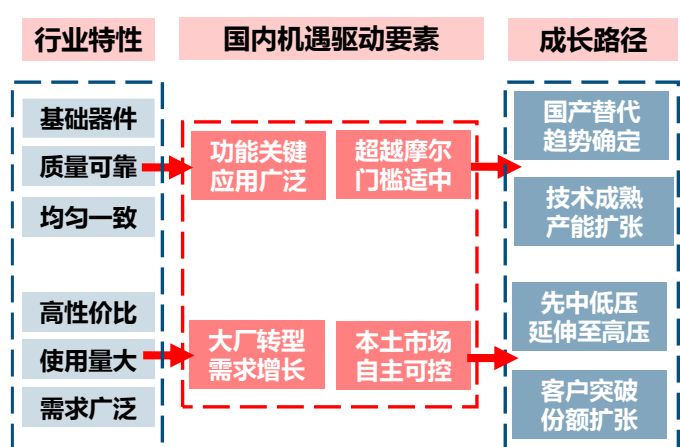 行业特性
国内机遇驱动要素
成长路径
基础器件
质量可靠
均匀一致
高性价比
使用量大
需求广泛
功能关键
应用广泛
超越摩尔
门槛适中
大厂转型
需求增长
本土市场
自主可控
国产替代
趋势确定
技术成熟
产能扩张
先中低压
延伸至高压
客户突破
份额扩张